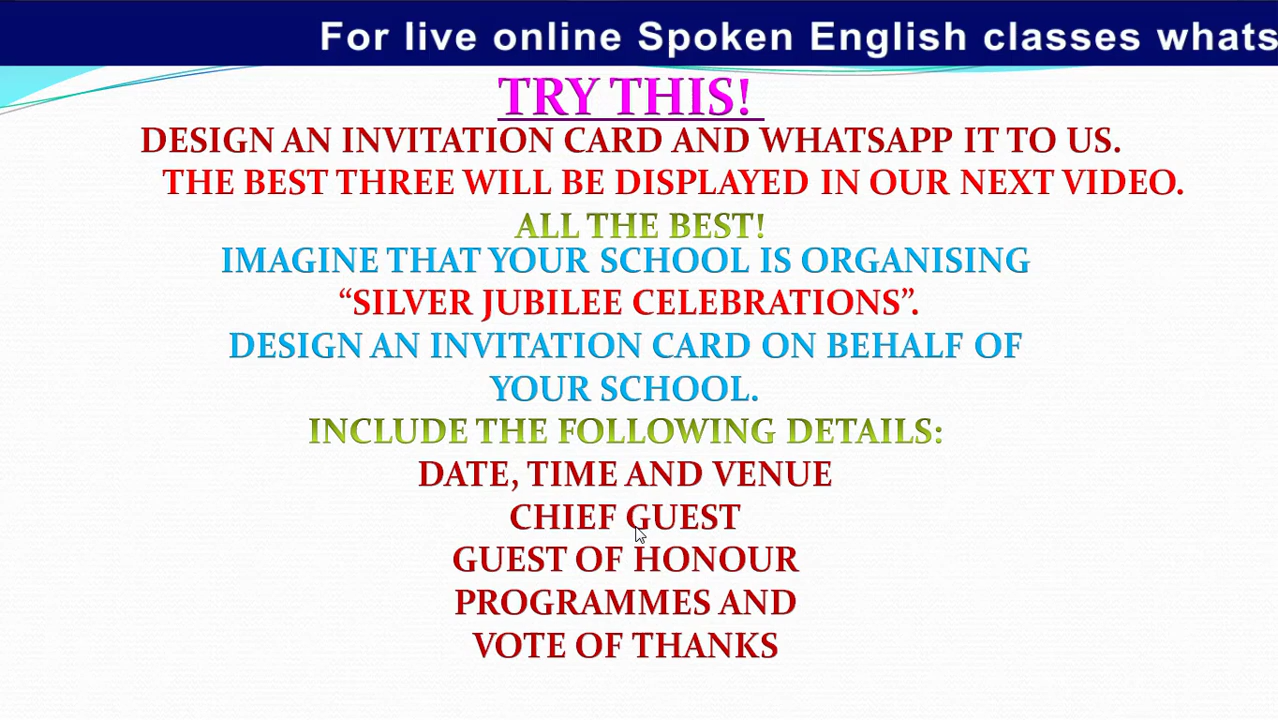 For live online Spoken English classes whats
TRY THIS!
DESIGN AN INVITATION CARD AND WHATSAPP IT TO US.
THE BEST THREE WILL BE DISPLAYED IN OUR NEXT VIDEO.
ALL THE BEST!
IMAGINE THAT YOUR SCHOOL IS ORGANISING
“SILVER JUBILEE CELEBRATIONS”.
DESIGN AN INVITATION CARD ON BEHALF OF
YOUR SCHOOL.
INCLUDE THE FOLLOWING DETAILS:
DATE, TIME AND VENUE
CHIEF GUEST
GUEST OF HONOUR
PROGRAMMES AND
VOTE OF THANKS